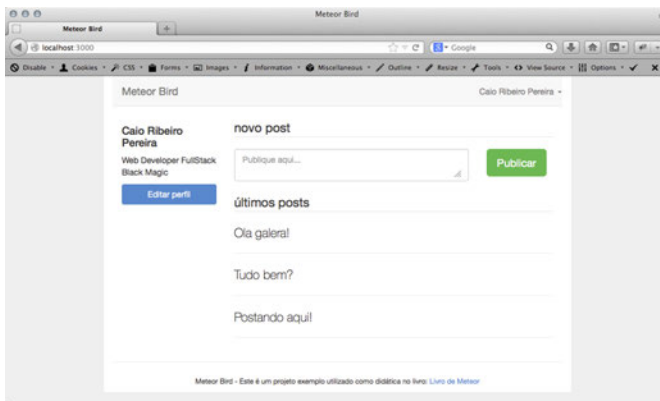 Meteor Bird
Meteor Bird
localhost:3000
Google
Disable Cookies CSS Forms Images Information Miscellaneous Outline Resize Tools View Source Options
Meteor Bird
Caio Ribeiro Pereira
Caio Ribeiro
Pereira
Web Developer FullStack
Black Magic
Editar perfil
novo post
Publique aqui...
Publicar
últimos posts
Ola galera!
Tudo bem?
Postando aqui!
Meteor Bird - Este é um projeto exemplo utilizado como didática no livro: Livro de Meteor